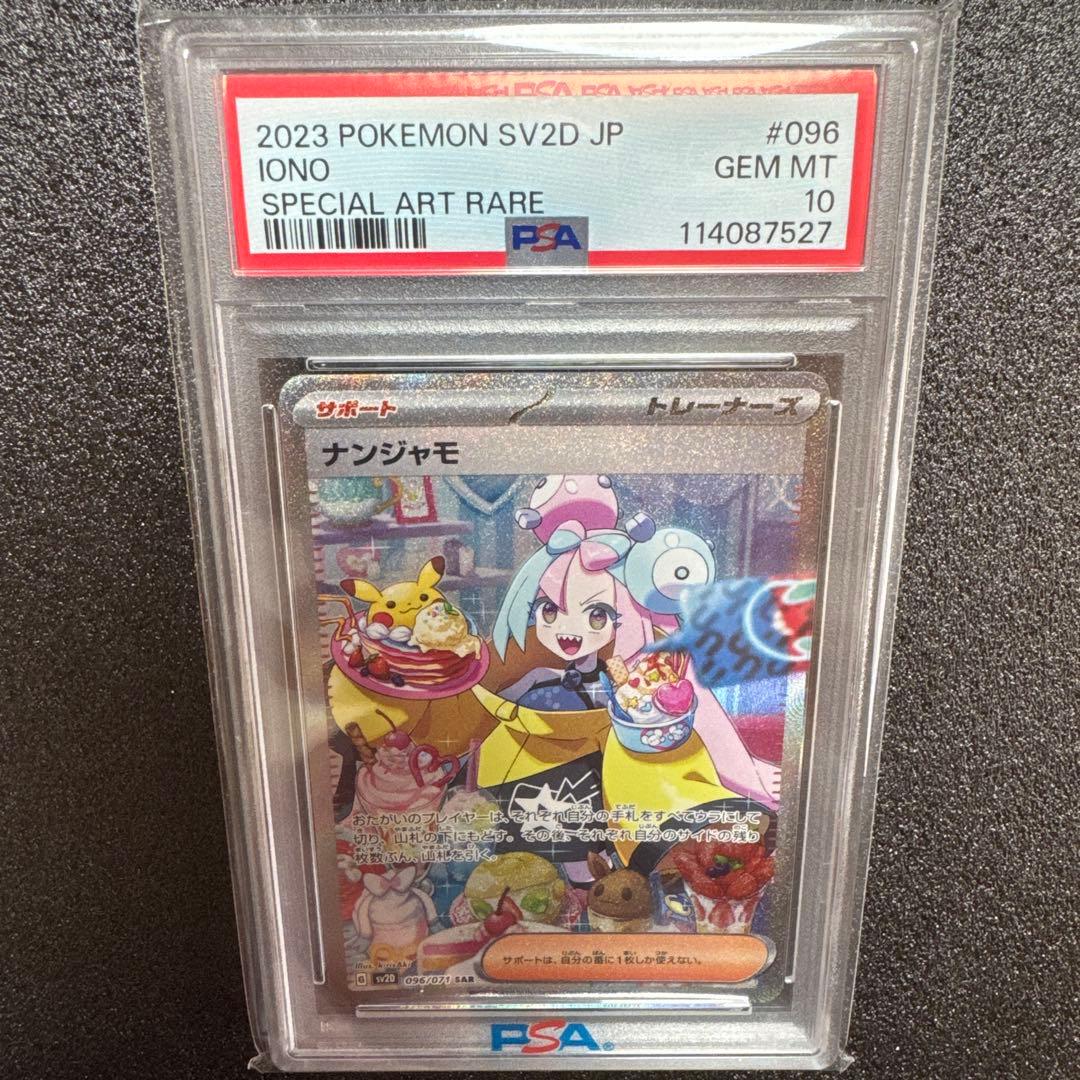 2023 POKEMON SV2D JP #096
IONO GEM MT
SPECIAL ART RARE 10
PSA 114087527
サポート トレーナーズ
ナンジャモ
おたがいのプレイヤーは、それぞれ自分の手札をすべてウラにして
切り、山札の下にもどす。その後、それぞれ自分のサイドの残り
枚数ぶん、山札を引く。
サポートは、自分の番に1枚しか使えない。
G SV2D 096/071 SAR
PSA